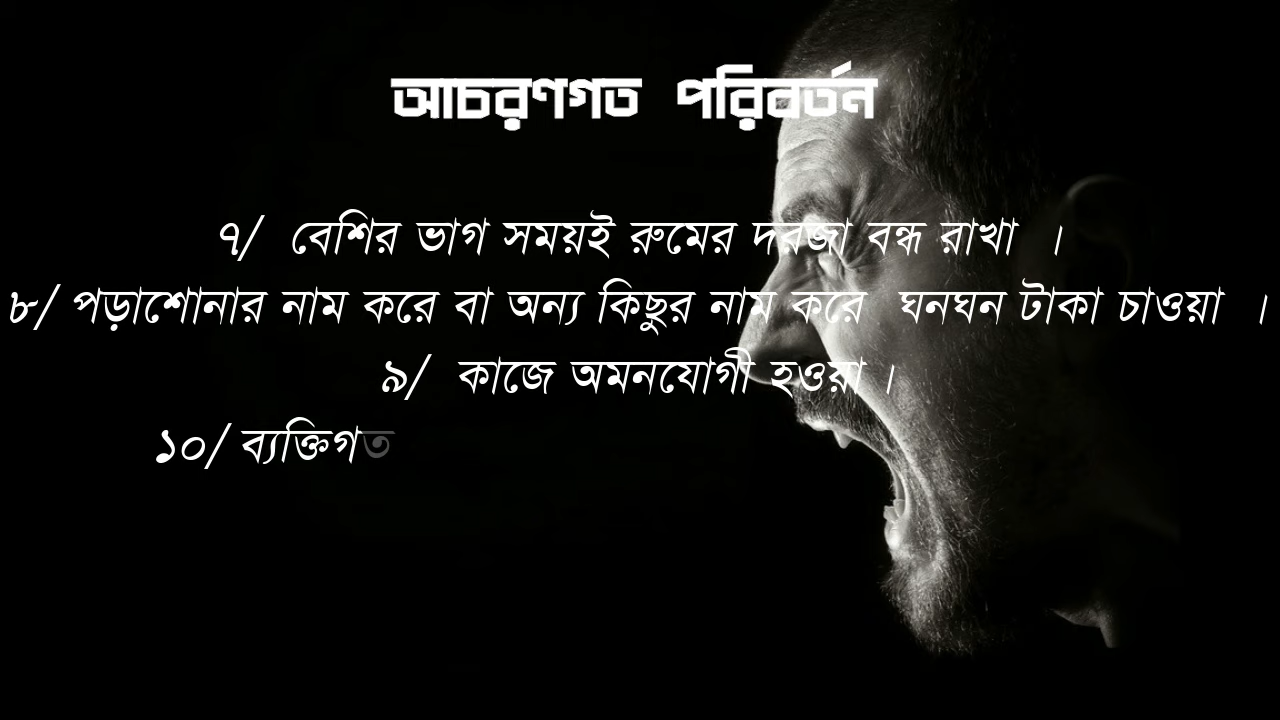 আচরণগত পরিবর্তন
৭/ বেশির ভাগ সময়ই রুমের দরজা বন্ধ রাখা ।
৮/ পড়াশোনার নাম করে বা অন্য কিছুর নাম করে ঘনঘন টাকা চাওয়া ।
৯/ কাজে অমনযোগী হওয়া ।
১০/ ব্যক্তিগত